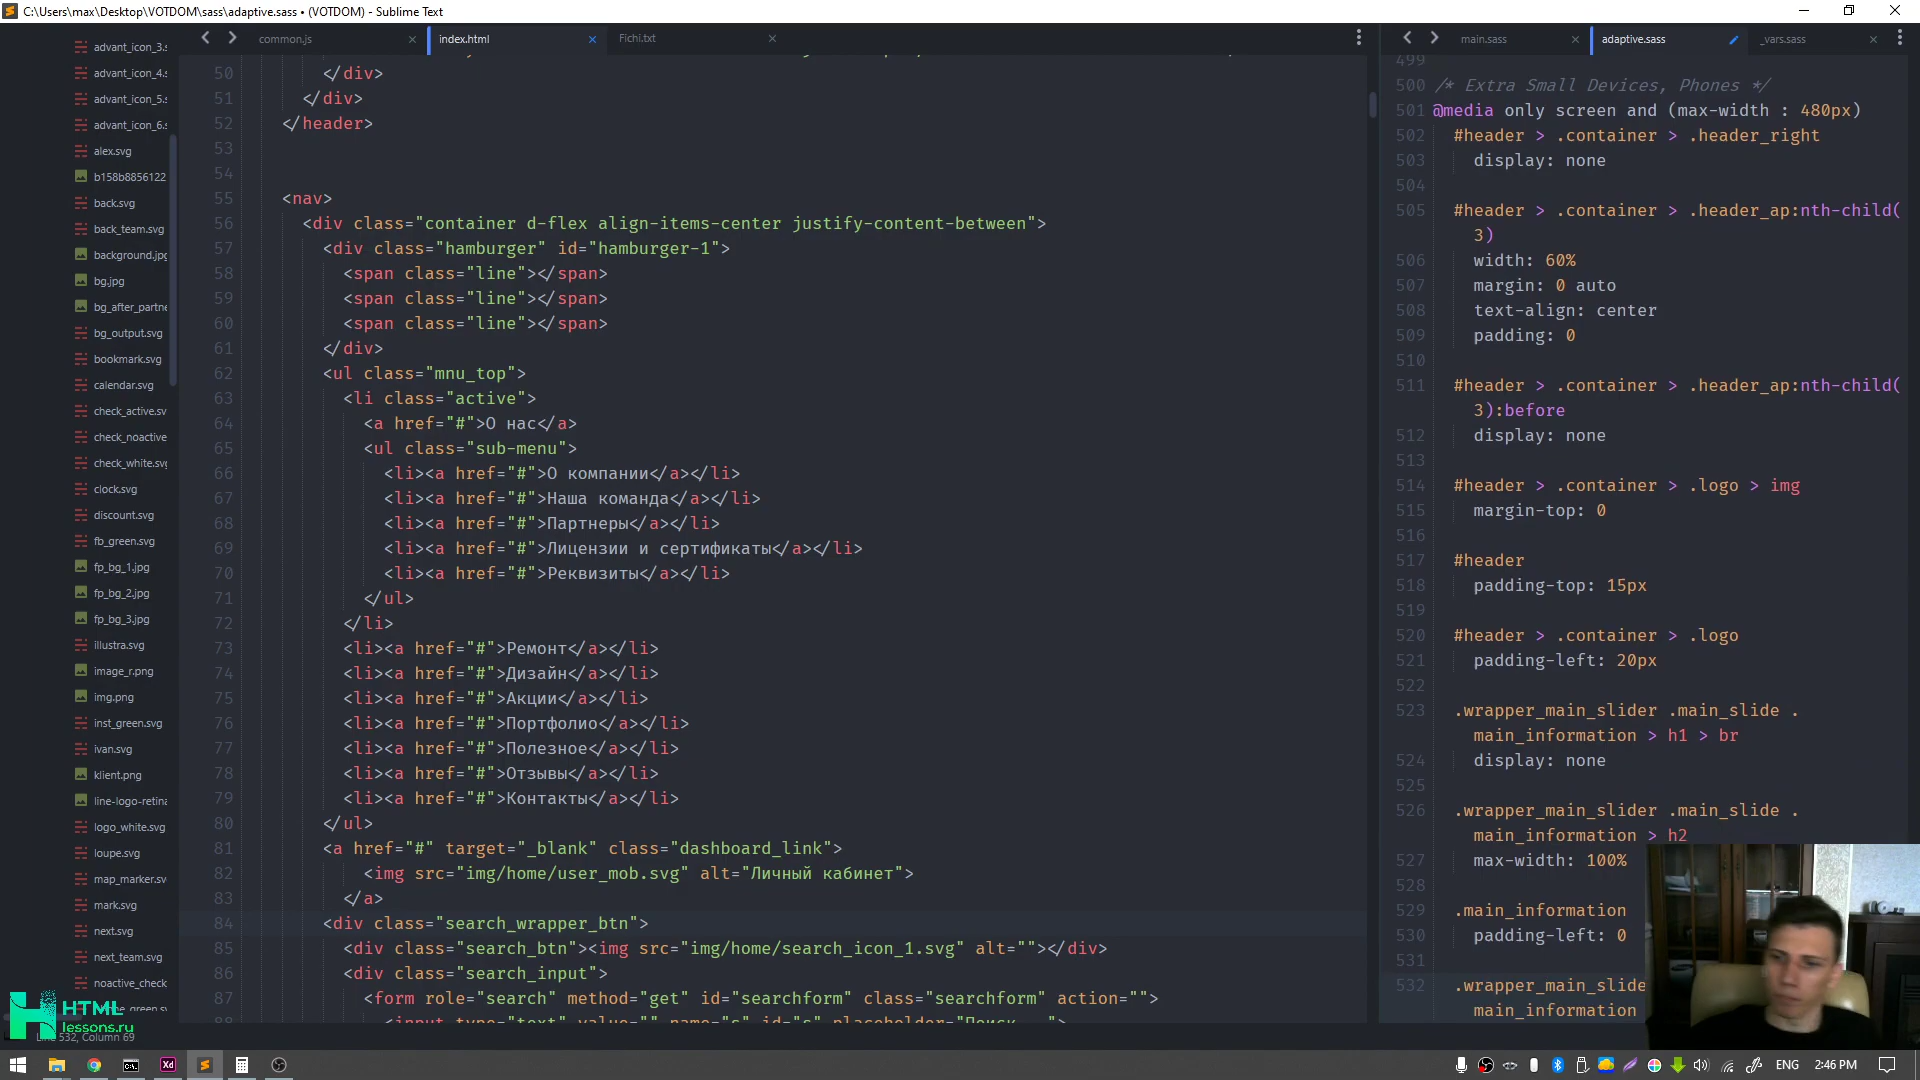 C:\Users\max\Desktop\VOTDOM\sass\adaptive.sass • (VOTDOM) - Sublime Text
advant_icon_3.s
advant_icon_4.s
advant_icon_5.s
advant_icon_6.s
alex.svg
b158b8856122
back.svg
back_team.svg
background.jpg
bg.jpg
bg_after_partne
bg_output.svg
bookmark.svg
calendar.svg
check_active.sv
check_noactive
check_white.svg
clock.svg
discount.svg
fb_green.svg
fp_bg_1.jpg
fp_bg_2.jpg
fp_bg_3.jpg
illustra.svg
image_r.png
img.png
inst_green.svg
ivan.svg
klient.png
line-logo-retina
logo_white.svg
loupe.svg
map_marker.sv
mark.svg
next.svg
next_team.svg
noactive_check
common.js
index.html
Fichi.txt
50 </div>
51 </div>
52 </header>
53
54
55 <nav>
56 <div class="container d-flex align-items-center justify-content-between">
57 <div class="hamburger" id="hamburger-1">
58 <span class="line"></span>
59 <span class="line"></span>
60 <span class="line"></span>
61 </div>
62 <ul class="mnu_top">
63 <li class="active">
64 <a href="#">О нас</a>
65 <ul class="sub-menu">
66 <li><a href="#">О компании</a></li>
67 <li><a href="#">Наша команда</a></li>
68 <li><a href="#">Партнеры</a></li>
69 <li><a href="#">Лицензии и сертификаты</a></li>
70 <li><a href="#">Реквизиты</a></li>
71 </ul>
72 </li>
73 <li><a href="#">Ремонт</a></li>
74 <li><a href="#">Дизайн</a></li>
75 <li><a href="#">Акции</a></li>
76 <li><a href="#">Портфолио</a></li>
77 <li><a href="#">Полезное</a></li>
78 <li><a href="#">Отзывы</a></li>
79 <li><a href="#">Контакты</a></li>
80 </ul>
81 <a href="#" target="_blank" class="dashboard_link">
82 <img src="img/home/user_mob.svg" alt="Личный кабинет">
83 </a>
84 <div class="search_wrapper_btn">
85 <div class="search_btn"><img src="img/home/search_icon_1.svg" alt=""></div>
86 <div class="search_input">
87 <form role="search" method="get" id="searchform" class="searchform" action="">
88 <input type="text" value="" name="s" id="s" placeholder="Поиск...">
main.sass
adaptive.sass
_vars.sass
499
500 /* Extra Small Devices, Phones */
501 @media only screen and (max-width : 480px)
502 #header > .container > .header_right
503 display: none
504
505 #header > .container > .header_ap:nth-child(
3)
506 width: 60%
507 margin: 0 auto
508 text-align: center
509 padding: 0
510
511 #header > .container > .header_ap:nth-child(
3):before
512 display: none
513
514 #header > .container > .logo > img
515 margin-top: 0
516
517 #header
518 padding-top: 15px
519
520 #header > .container > .logo
521 padding-left: 20px
522
523 .wrapper_main_slider .main_slide .
main_information > h1 > br
524 display: none
525
526 .wrapper_main_slider .main_slide .
main_information > h2
527 max-width: 100%
528
529 .main_information
530 padding-left: 0
531
532 .wrapper_main_slide
main_information
HTML
lessons.ru
Line 532, Column 69
Xd
ENG
2:46 PM